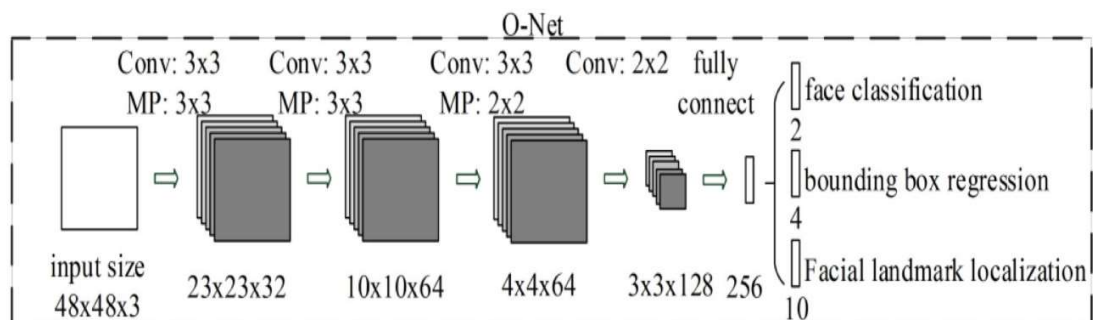 O-Net
Conv: 3x3 Conv: 3x3 Conv: 3x3 Conv: 2x2 fully
MP: 3x3 MP: 3x3 MP: 2x2 connect
face classification
2
bounding box regression
4
Facial landmark localization
10
input size
48x48x3
23x23x32
10x10x64
4x4x64
3x3x128
256